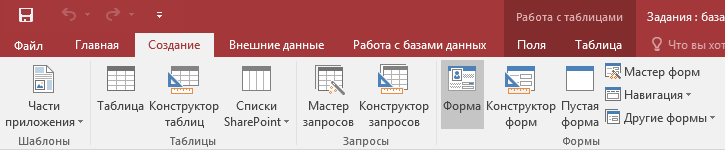 Работа с таблицами Задания : база
Файл Главная Создание Внешние данные Работа с базами данных Поля Таблица Что вы хот
Части приложения
Таблица
Конструктор таблиц
Списки SharePoint
Мастер запросов
Конструктор запросов
Форма
Конструктор форм
Пустая форма
Мастер форм
Навигация
Другие формы
Шаблоны Таблицы Запросы Формы